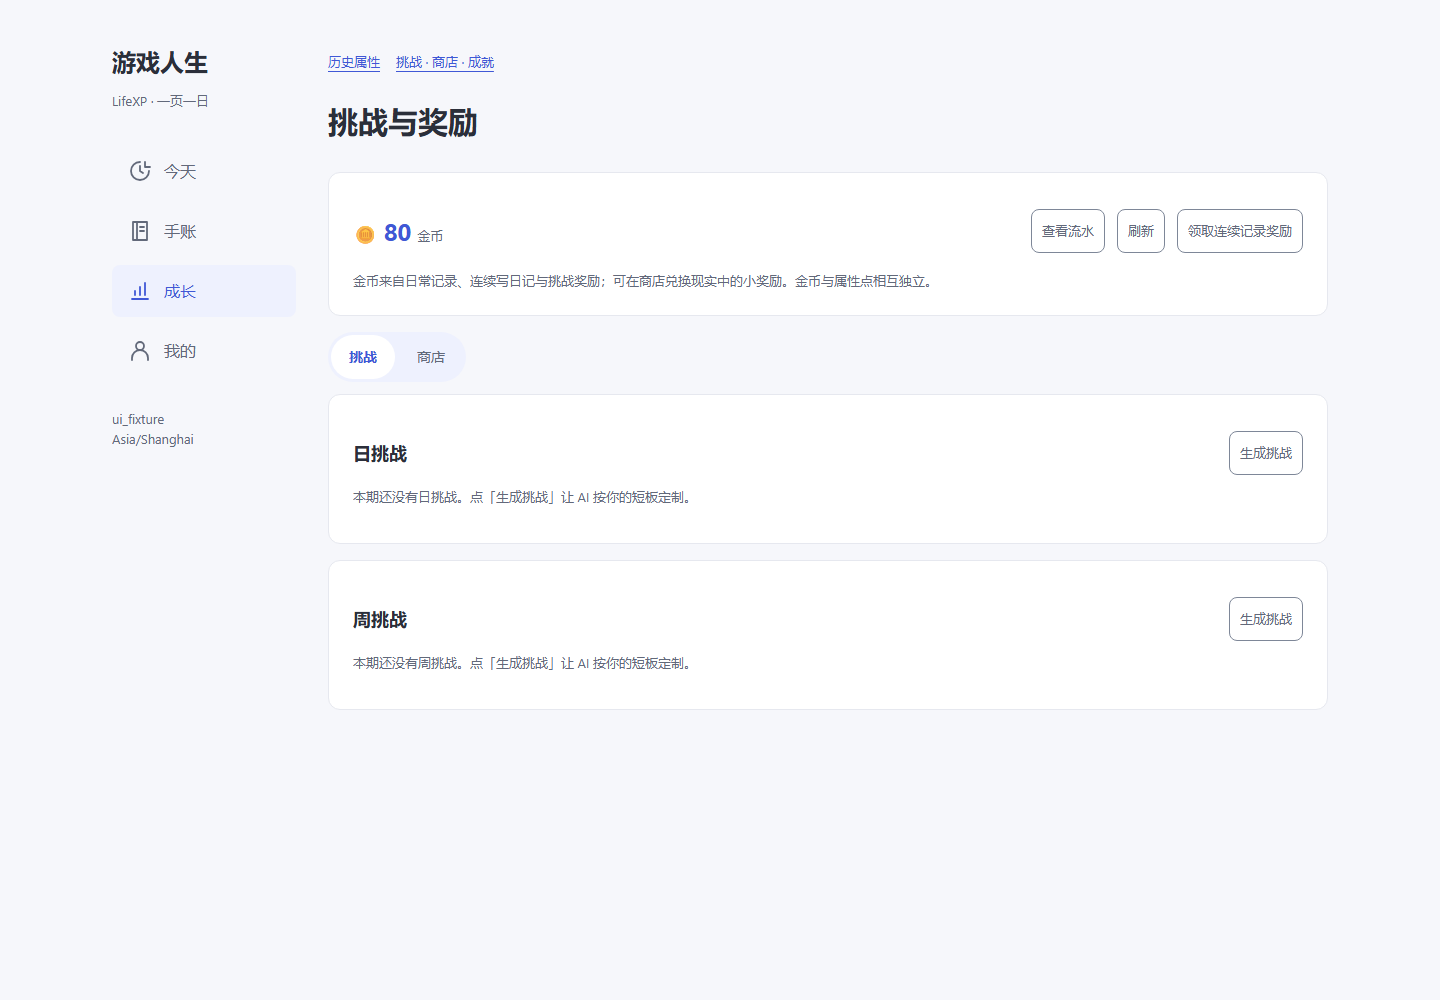 游戏人生
LifeXP · 一页一日
今天
手账
成长
我的
ui_fixture
Asia/Shanghai
历史属性 挑战 · 商店 · 成就
挑战与奖励
80 金币
查看流水 刷新 领取连续记录奖励
金币来自日常记录、连续写日记与挑战奖励；可在商店兑换现实中的小奖励。金币与属性点相互独立。
挑战 商店
日挑战
生成挑战
本期还没有日挑战。点「生成挑战」让 AI 按你的短板定制。
周挑战
生成挑战
本期还没有周挑战。点「生成挑战」让 AI 按你的短板定制。